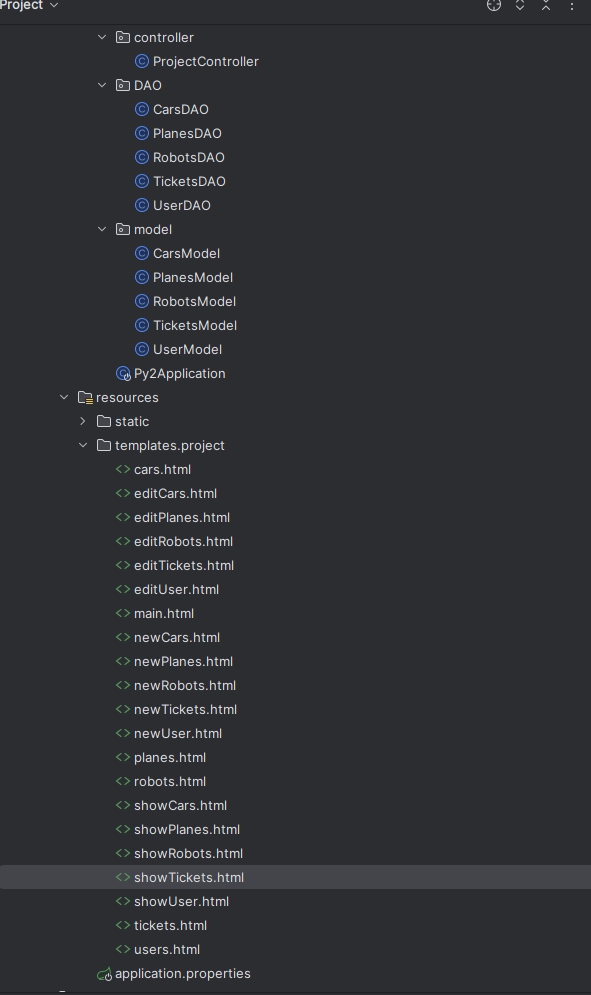 Project
controller
ProjectController
DAO
CarsDAO
PlanesDAO
RobotsDAO
TicketsDAO
UserDAO
model
CarsModel
PlanesModel
RobotsModel
TicketsModel
UserModel
Py2Application
resources
static
templates.project
cars.html
editCars.html
editPlanes.html
editRobots.html
editTickets.html
editUser.html
main.html
newCars.html
newPlanes.html
newRobots.html
newTickets.html
newUser.html
planes.html
robots.html
showCars.html
showPlanes.html
showRobots.html
showTickets.html
showUser.html
tickets.html
users.html
application.properties